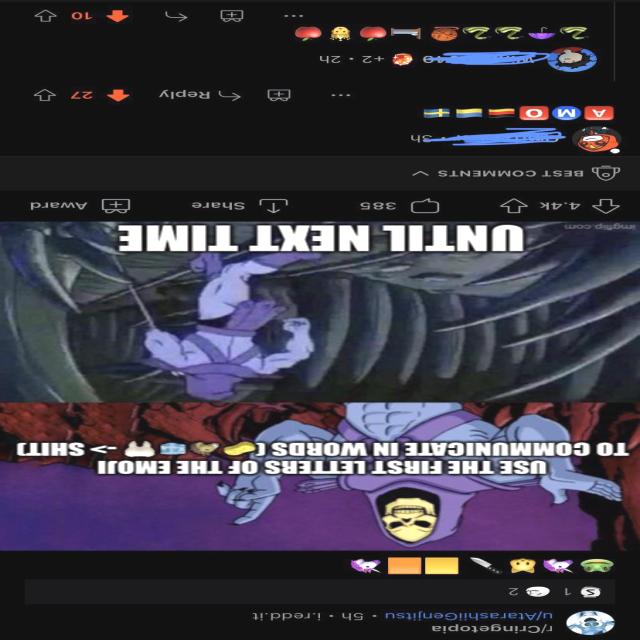 r/Cringetopia
u/AtarashiiGenjitsu • 5h • i.redd.it
1 2
USE THE FIRST LETTERS OF THE EMOJI
TO COMMUNICATE IN WORDS ( -> SHIT)
UNTIL NEXT TIME
imgflip.com
4.4k 385 Share Award
BEST COMMENTS
3h
A M O
Reply 27
+2 • 2h
10